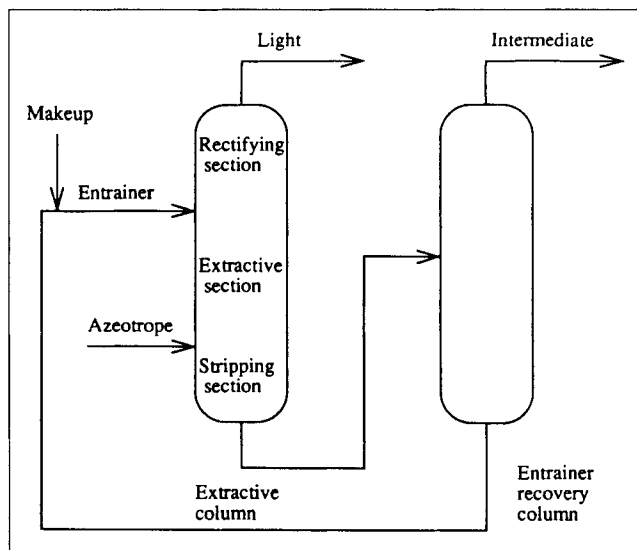 Light
Intermediate
Makeup
Rectifying
section
Entrainer
Extractive
section
Azeotrope
Stripping
section
Extractive
column
Entrainer
recovery
column